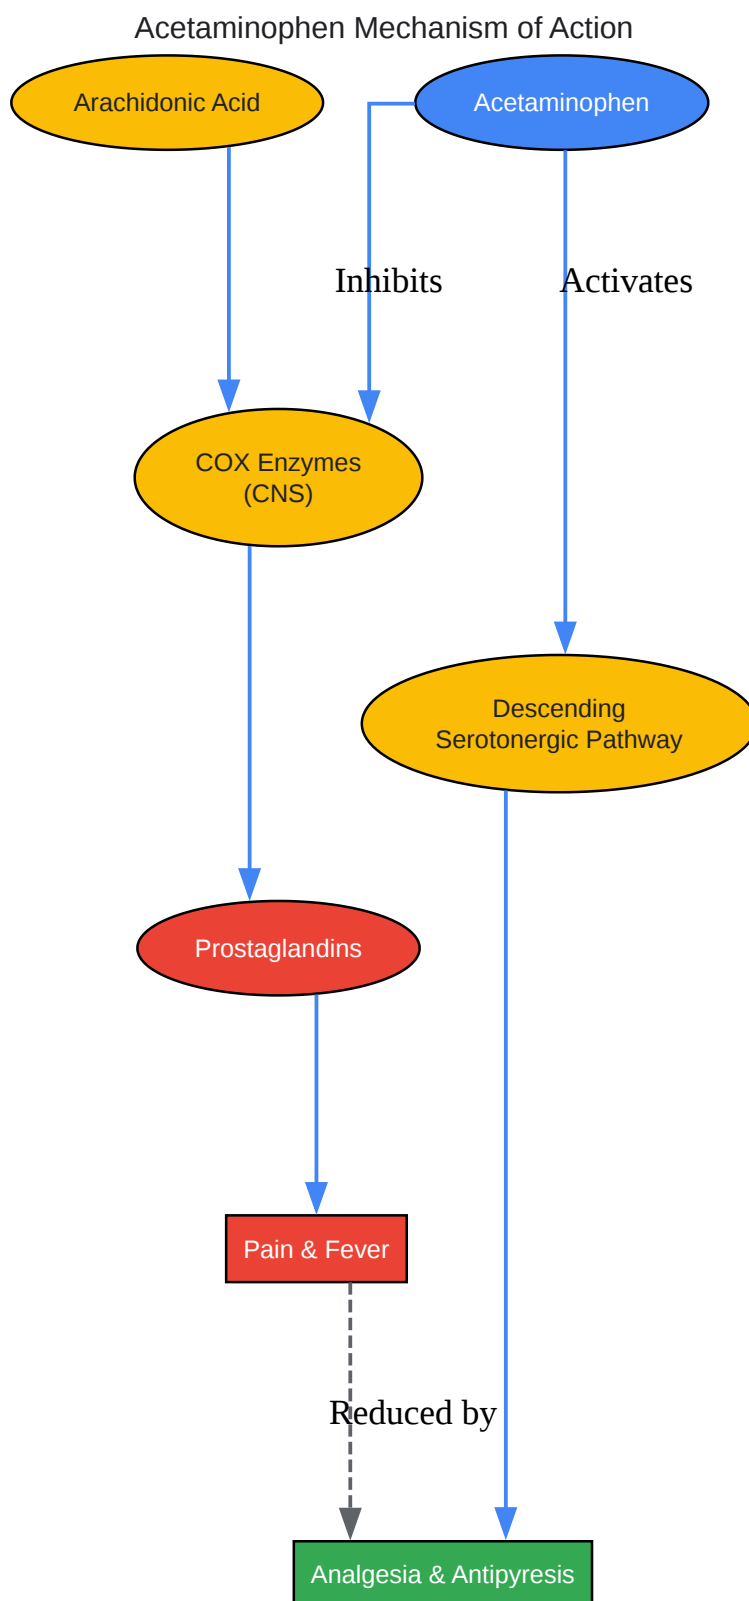 Acetaminophen Mechanism of Action
Arachidonic Acid
Acetaminophen
Inhibits
Activates
COX Enzymes
(CNS)
Descending
Serotonergic Pathway
Prostaglandins
Pain & Fever
Reduced by
Analgesia & Antipyresis